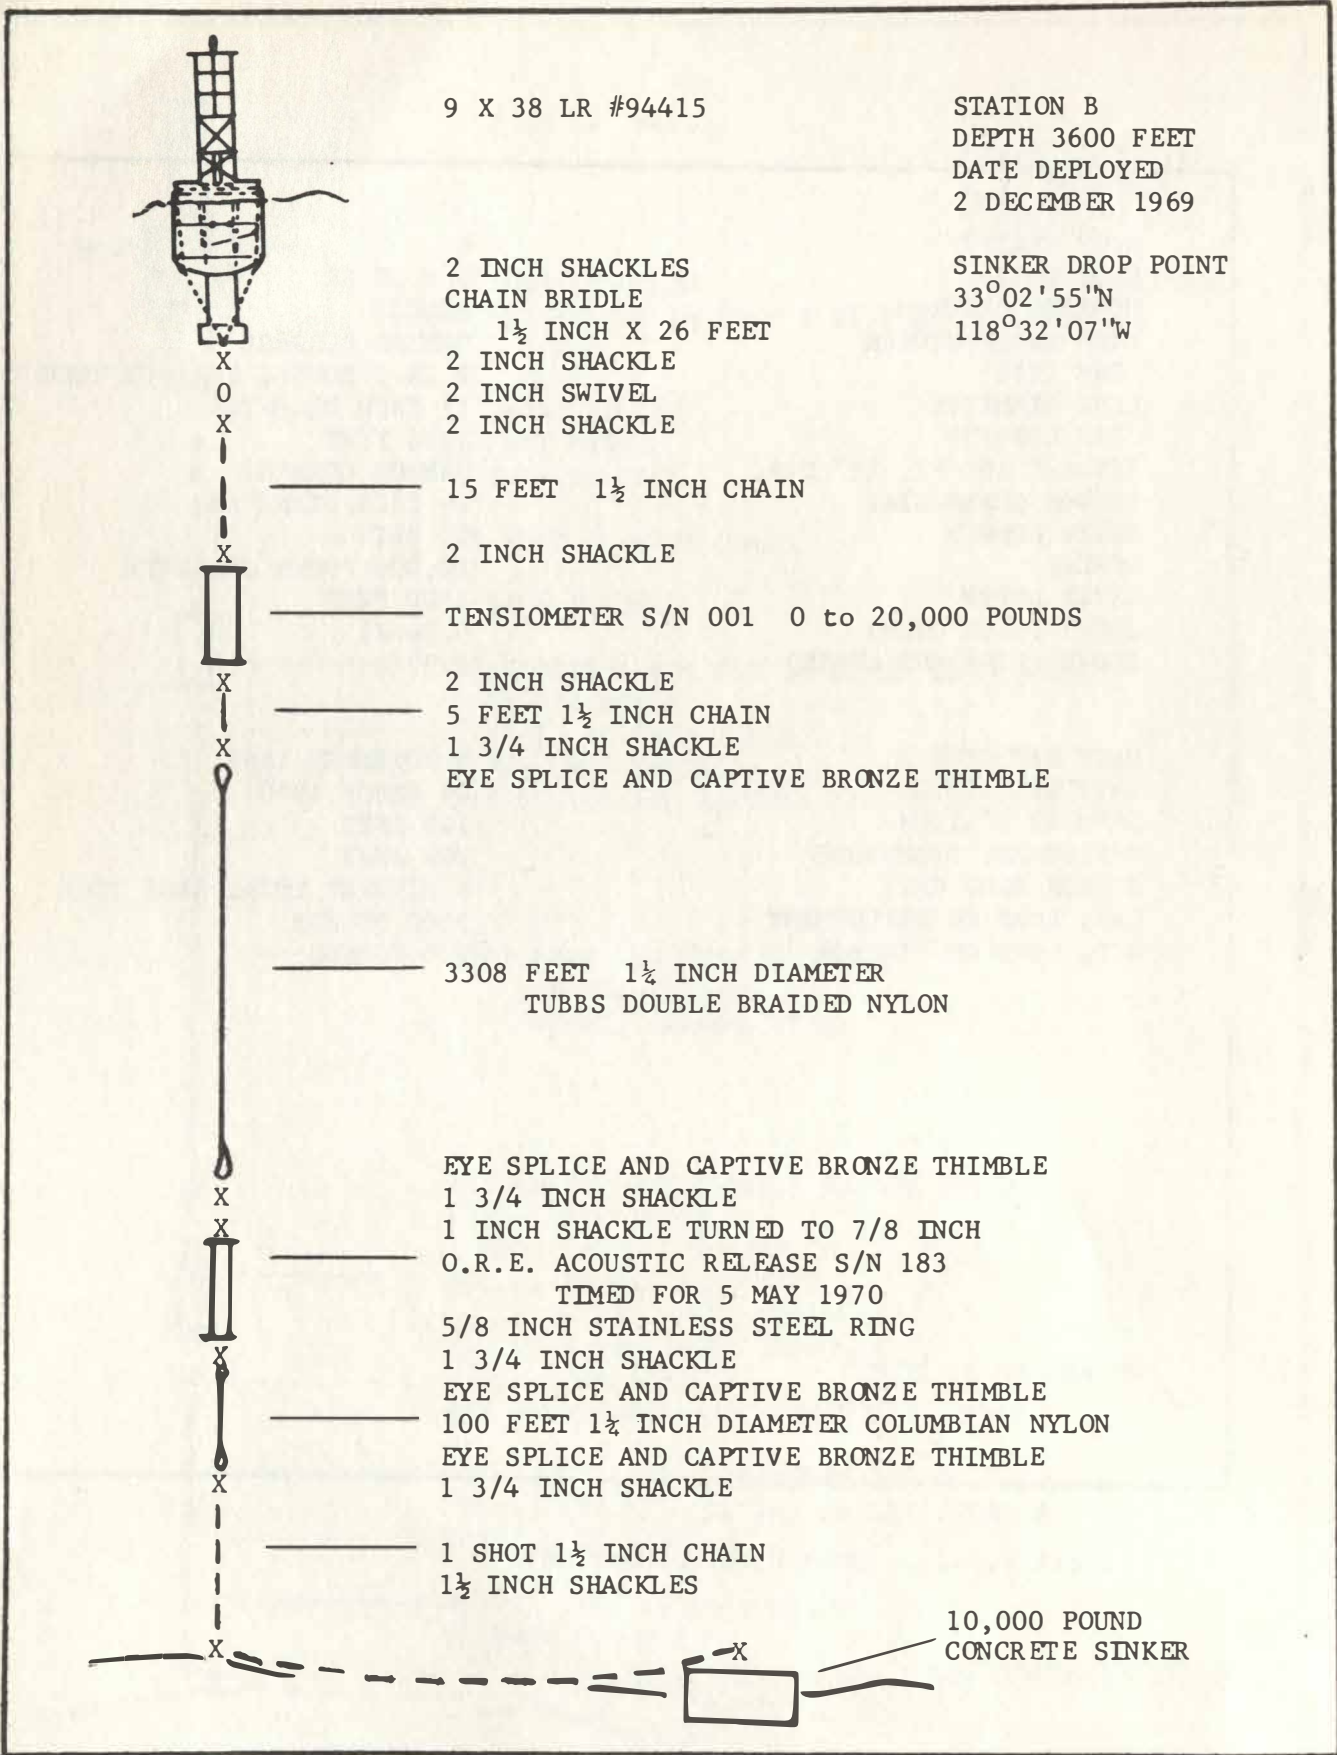 9 X 38 LR #94415
STATION B
DEPTH 3600 FEET
DATE DEPLOYED
2 DECEMBER 1969
SINKER DROP POINT
33°02'55"N
118°32'07"W
2 INCH SHACKLES
CHAIN BRIDLE
1½ INCH X 26 FEET
X 2 INCH SHACKLE
O 2 INCH SWIVEL
X 2 INCH SHACKLE
15 FEET 1½ INCH CHAIN
X 2 INCH SHACKLE
TENSIOMETER S/N 001 0 to 20,000 POUNDS
X 2 INCH SHACKLE
5 FEET 1½ INCH CHAIN
X 1 3/4 INCH SHACKLE
EYE SPLICE AND CAPTIVE BRONZE THIMBLE
3308 FEET 1¼ INCH DIAMETER
TUBBS DOUBLE BRAIDED NYLON
EYE SPLICE AND CAPTIVE BRONZE THIMBLE
X 1 3/4 INCH SHACKLE
X 1 INCH SHACKLE TURNED TO 7/8 INCH
O.R.E. ACOUSTIC RELEASE S/N 183
TIMED FOR 5 MAY 1970
5/8 INCH STAINLESS STEEL RING
X 1 3/4 INCH SHACKLE
EYE SPLICE AND CAPTIVE BRONZE THIMBLE
100 FEET 1¼ INCH DIAMETER COLUMBIAN NYLON
EYE SPLICE AND CAPTIVE BRONZE THIMBLE
X 1 3/4 INCH SHACKLE
1 SHOT 1½ INCH CHAIN
1½ INCH SHACKLES
10,000 POUND
CONCRETE SINKER
X X